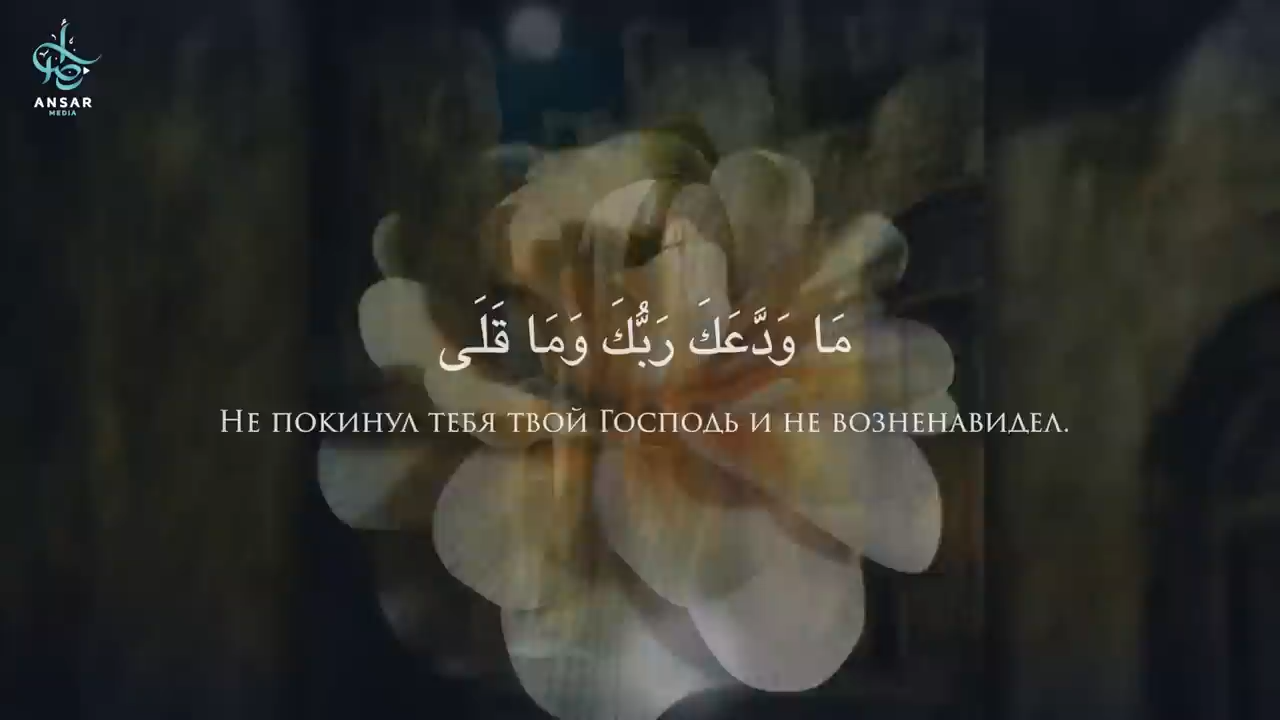 ANSAR
MEDIA
مَا وَدَّعَكَ رَبُّكَ وَمَا قَلَى
Не покинул тебя твой Господь и не возненавидел.